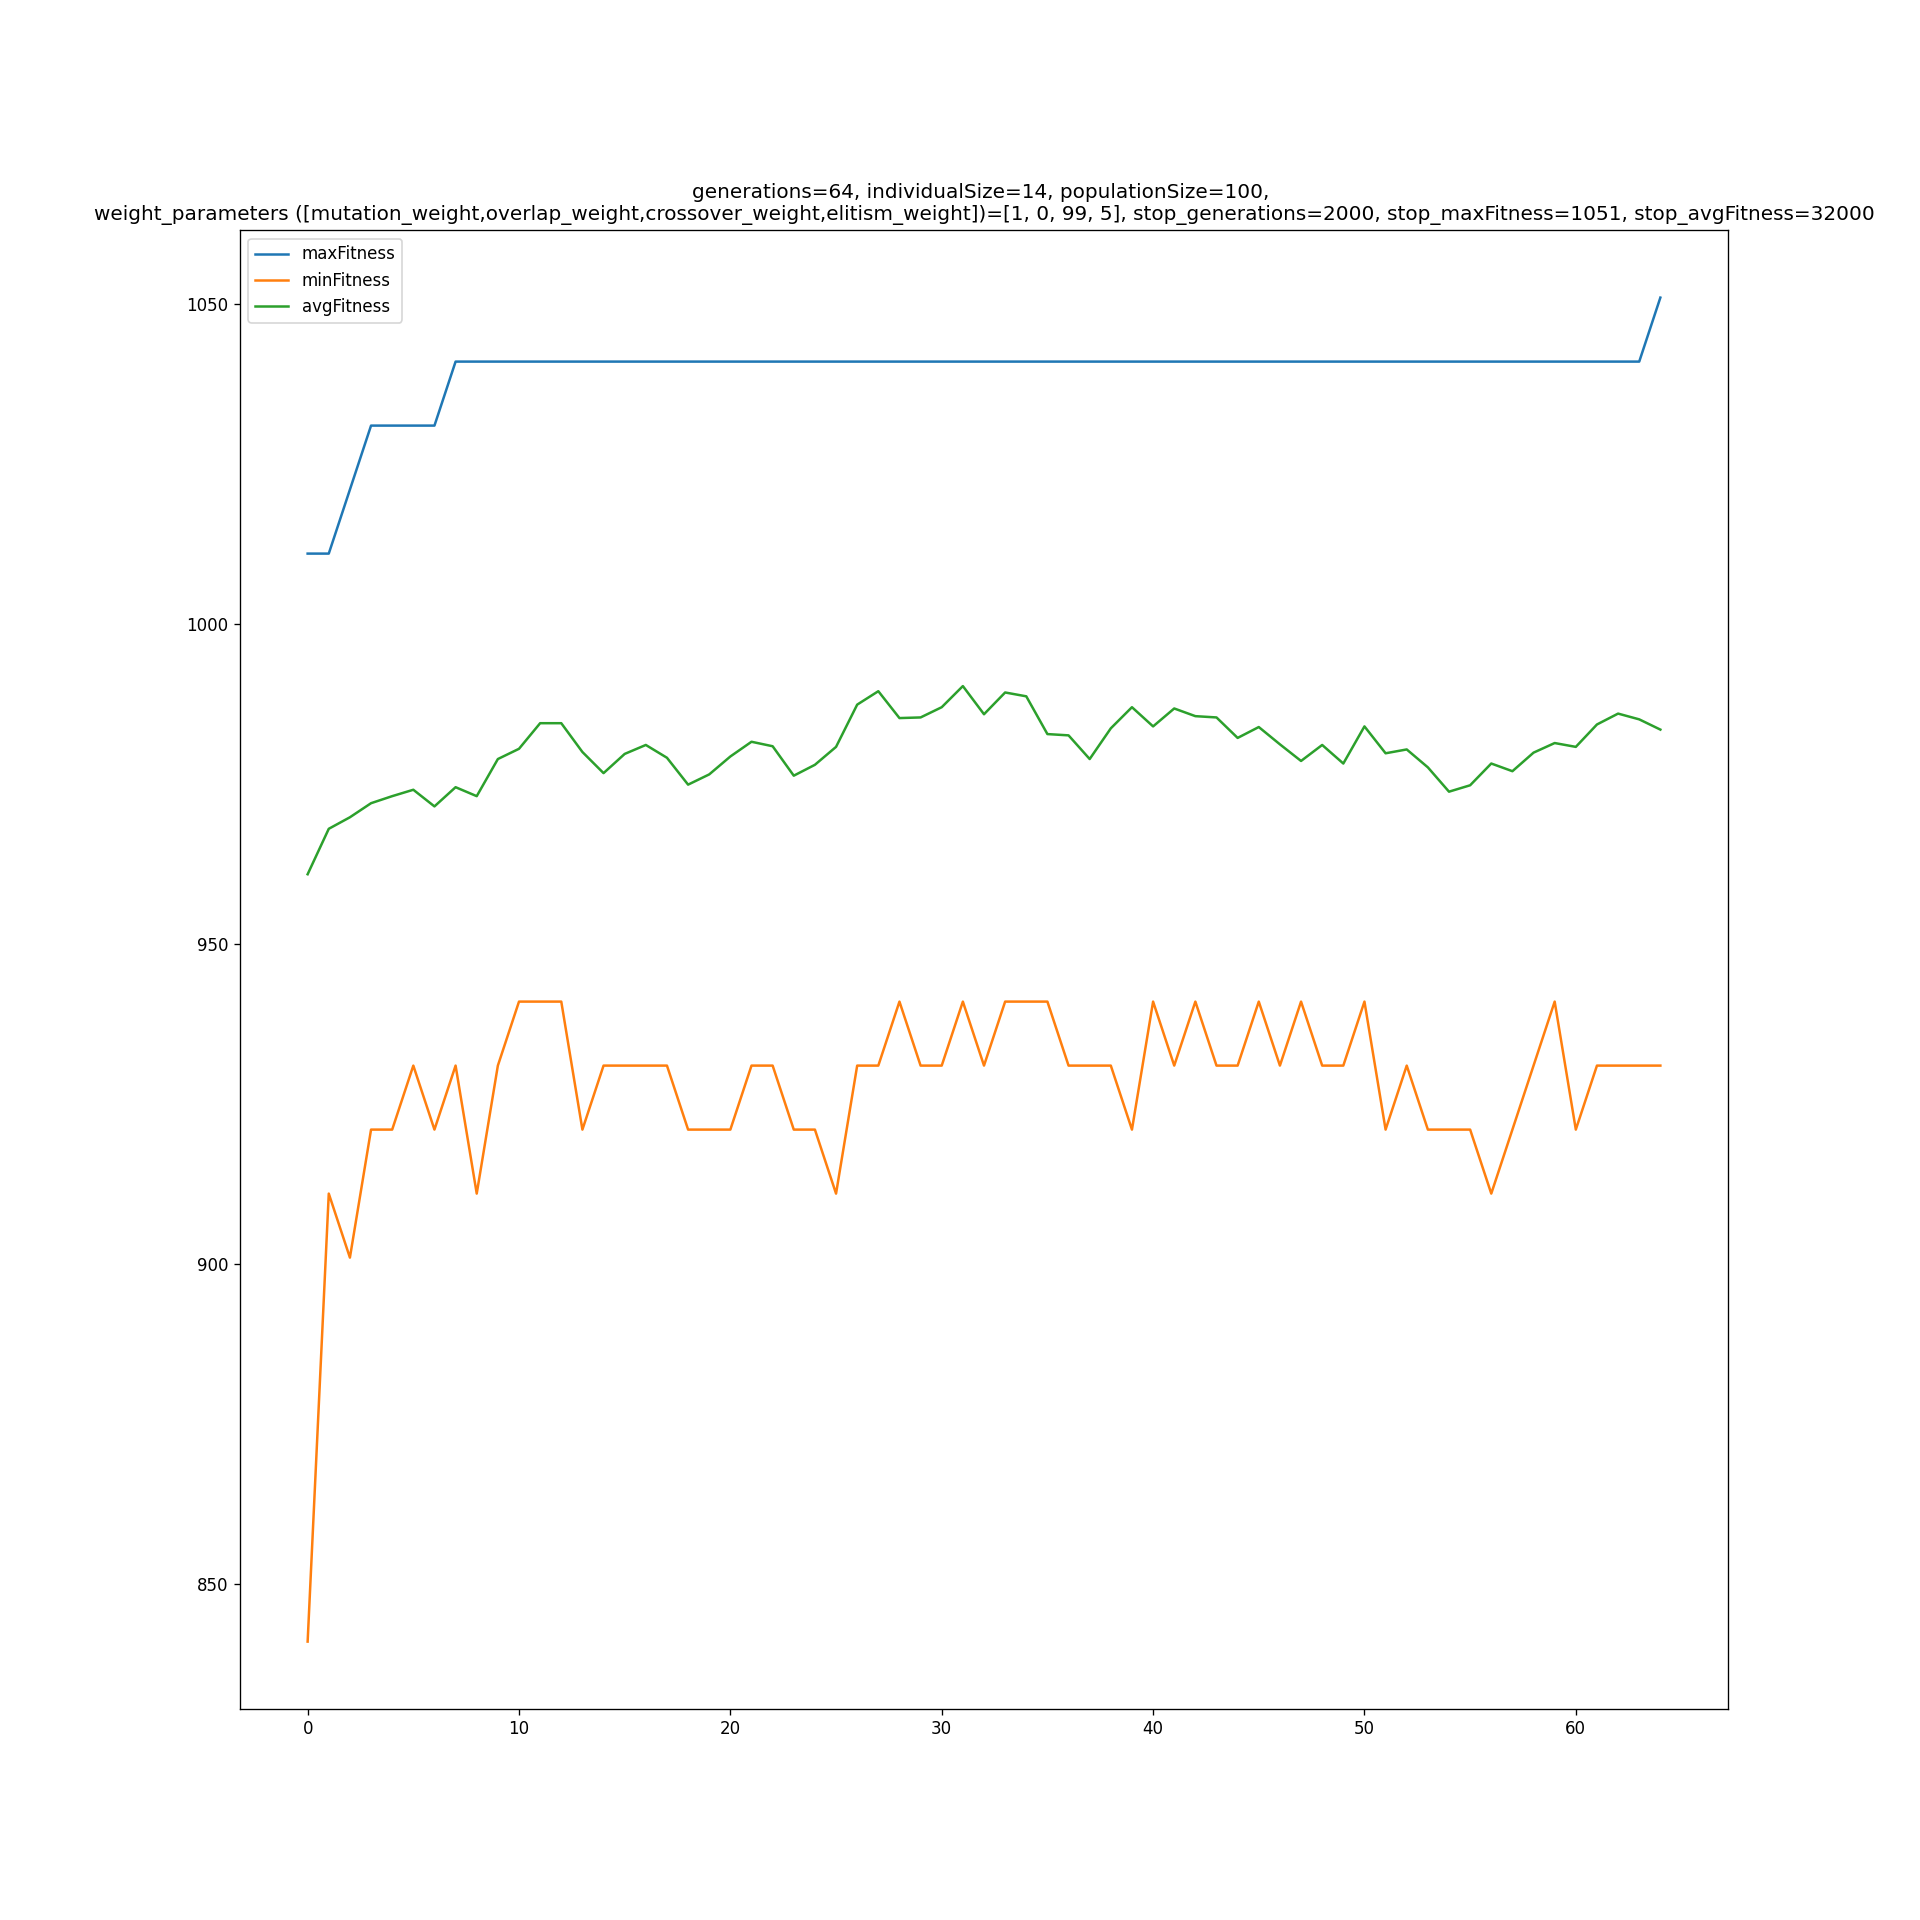 generations=64, individualSize=14, populationSize=100,
weight_parameters ([mutation_weight,overlap_weight,crossover_weight,elitism_weight])=[1, 0, 99, 5], stop_generations=2000, stop_maxFitness=1051, stop_avgFitness=32000
maxFitness
minFitness
avgFitness
1050
1000
950
900
850
0 10 20 30 40 50 60